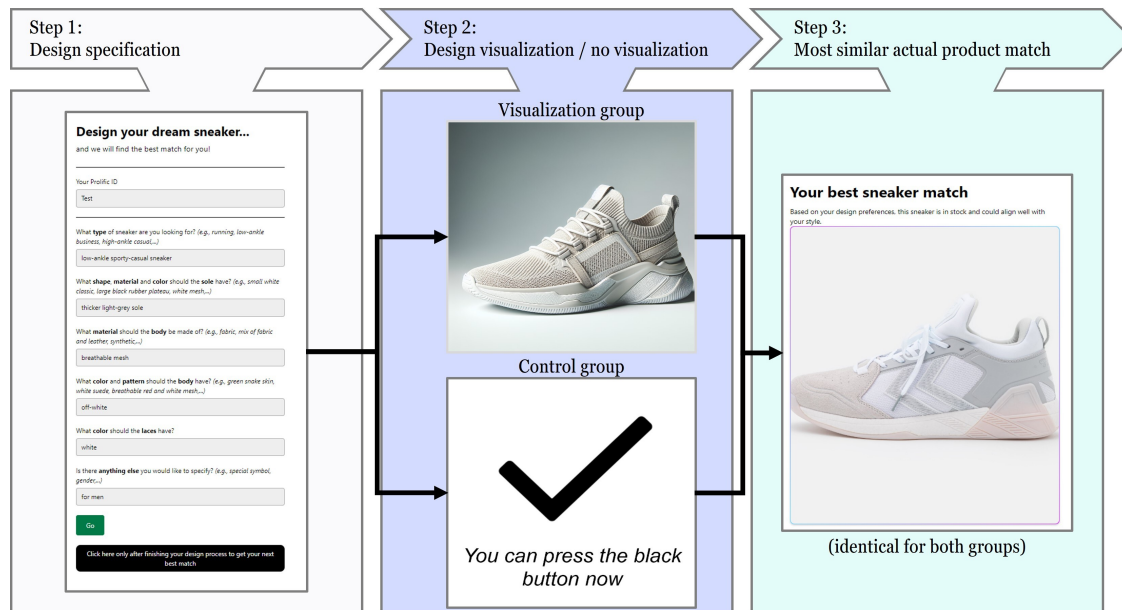 Step 1:
Design specification
Step 2:
Design visualization / no visualization
Step 3:
Most similar actual product match
Design your dream sneaker...
and we will find the best match for you!
Your Prolific ID
Test
What type of sneaker are you looking for? (e.g., running, low-ankle
business, high-ankle casual,...)
low-ankle sporty-casual sneaker
What shape, material and color should the sole have? (e.g., small white
classic, large black rubber plateau, white mesh,...)
thicker light-grey sole
What material should the body be made of? (e.g., fabric, mix of fabric
and leather, synthetic,...)
breathable mesh
What color and pattern should the body have? (e.g., green snake skin,
white suede, breathable red and white mesh,...)
off-white
What color should the laces have?
white
Is there anything else you would like to specify? (e.g., special symbol,
gender,...)
for men
Go
Click here only after finishing your design process to get your next
best match
Visualization group
Control group
You can press the black
button now
Your best sneaker match
Based on your design preferences, this sneaker is in stock and could align well with
your style.
(identical for both groups)